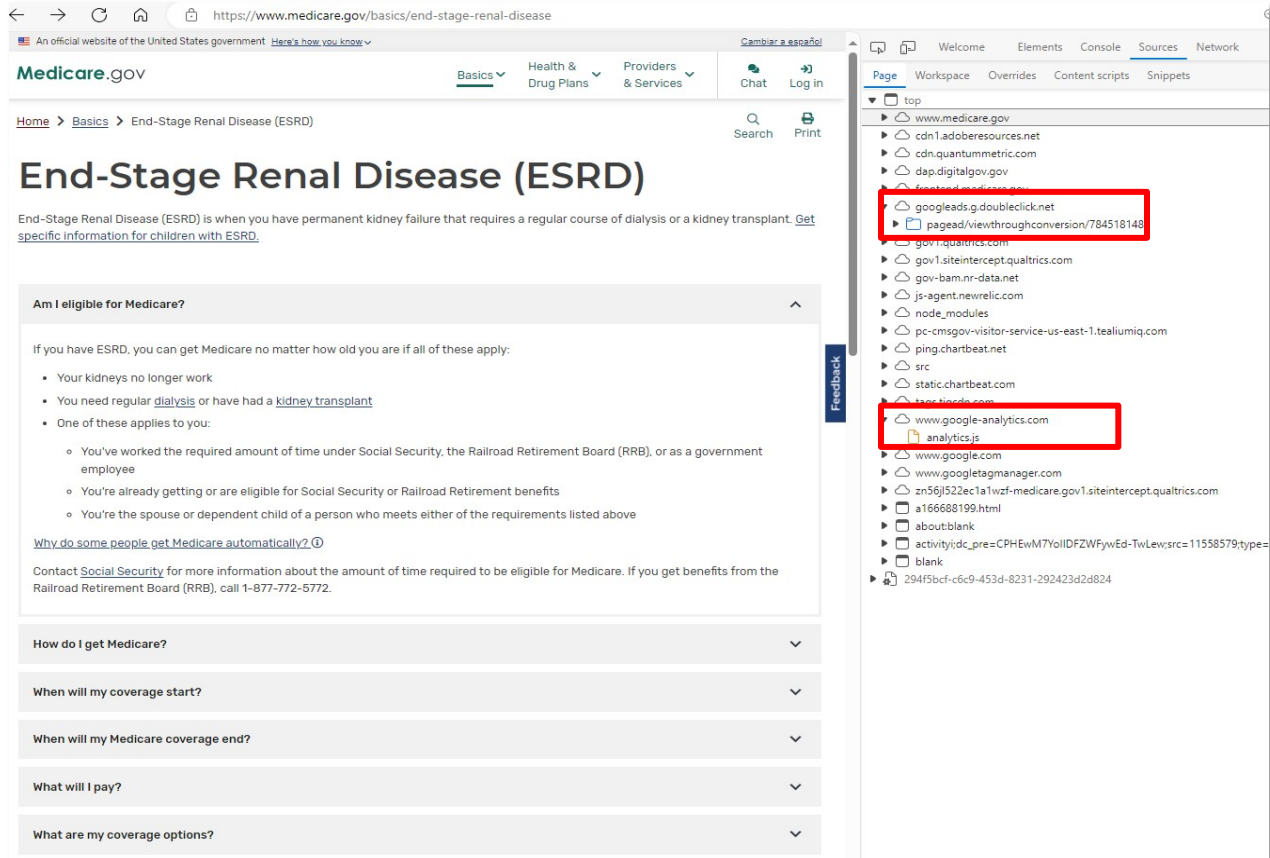 https://www.medicare.gov/basics/end-stage-renal-disease
An official website of the United States government Here's how you know
Cambiar a español
Medicare.gov
Basics
Health & Drug Plans
Providers & Services
Chat
Log in
Home > Basics > End-Stage Renal Disease (ESRD)
Search
Print
End-Stage Renal Disease (ESRD)
End-Stage Renal Disease (ESRD) is when you have permanent kidney failure that requires a regular course of dialysis or a kidney transplant. Get
specific information for children with ESRD.
Am I eligible for Medicare?
If you have ESRD, you can get Medicare no matter how old you are if all of these apply:
• Your kidneys no longer work
• You need regular dialysis or have had a kidney transplant
• One of these applies to you:
◦ You've worked the required amount of time under Social Security, the Railroad Retirement Board (RRB), or as a government
employee
◦ You're already getting or are eligible for Social Security or Railroad Retirement benefits
◦ You're the spouse or dependent child of a person who meets either of the requirements listed above
Why do some people get Medicare automatically?
Contact Social Security for more information about the amount of time required to be eligible for Medicare. If you get benefits from the
Railroad Retirement Board (RRB), call 1-877-772-5772.
How do I get Medicare?
When will my coverage start?
When will my Medicare coverage end?
What will I pay?
What are my coverage options?
Feedback
Welcome Elements Console Sources Network
Page Workspace Overrides Content scripts Snippets
top
www.medicare.gov
cdn1.adoberesources.net
cdn.quantummetric.com
dap.digitalgov.gov
frontend.medicare.gov
googleads.g.doubleclick.net
pagead/viewthroughconversion/784518148
gov1.qualtrics.com
gov1.siteintercept.qualtrics.com
gov-bam.nr-data.net
js-agent.newrelic.com
node_modules
pc-cmsgov-visitor-service-us-east-1.tealiumiq.com
ping.chartbeat.net
src
static.chartbeat.com
tags.tiqcdn.com
www.google-analytics.com
analytics.js
www.google.com
www.googletagmanager.com
zn56jl522ec1a1wzf-medicare.gov1.siteintercept.qualtrics.com
a166688199.html
about:blank
activityi;dc_pre=CPHEwM7YoIIDFZWFywEd-TwLew;src=11558579;type=
blank
294f5bcf-c6c9-453d-8231-292423d2d824